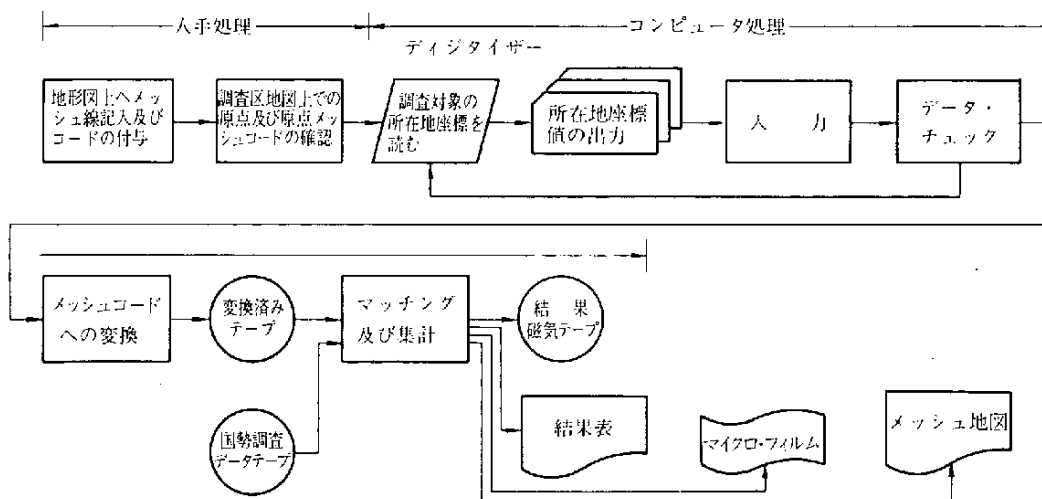 人手処理
コンピュータ処理
ディジタイザー
地形図上へメッ
シュ線記入及び
コードの付与
調査区地図上での
原点及び原点メッ
シュコードの確認
調査対象の
所在地座標を
読む
所在地座標
値の出力
入力
データ・
チェック
メッシュコード
への変換
変換済み
テープ
マッチング
及び集計
結果
磁気テープ
国勢調査
データテープ
結果表
マイクロ・フィルム
メッシュ地図